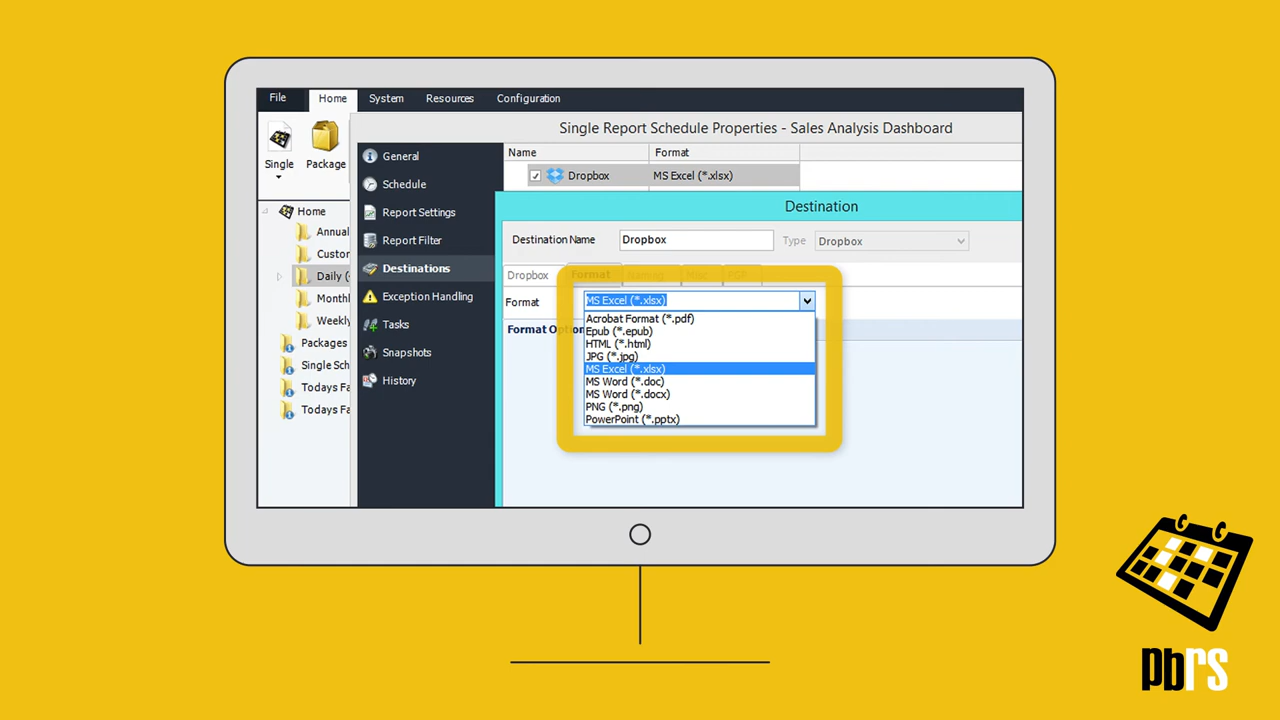 File Home System Resources Configuration
Single Report Schedule Properties - Sales Analysis Dashboard
Single Package
General
Schedule
Report Settings
Report Filter
Destinations
Exception Handling
Tasks
Snapshots
History
Home
Annual
Custo
Daily (
Monthl
Weekly
Packages
Single Sch
Todays Fa
Todays Fa
Name Format
Dropbox MS Excel (*.xlsx)
Destination
Destination Name Dropbox Type Dropbox
Dropbox Format
Format MS Excel (*.xlsx)
Format Option
Acrobat Format (*.pdf)
Epub (*.epub)
HTML (*.html)
JPG (*.jpg)
MS Excel (*.xlsx)
MS Word (*.doc)
MS Word (*.docx)
PNG (*.png)
PowerPoint (*.pptx)
pbrs